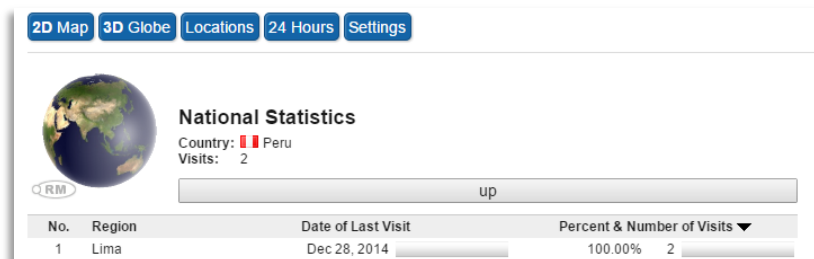 2D Map 3D Globe Locations 24 Hours Settings
National Statistics
Country: Peru
Visits: 2
RM
up
No. Region Date of Last Visit Percent & Number of Visits
1 Lima Dec 28, 2014 100.00% 2